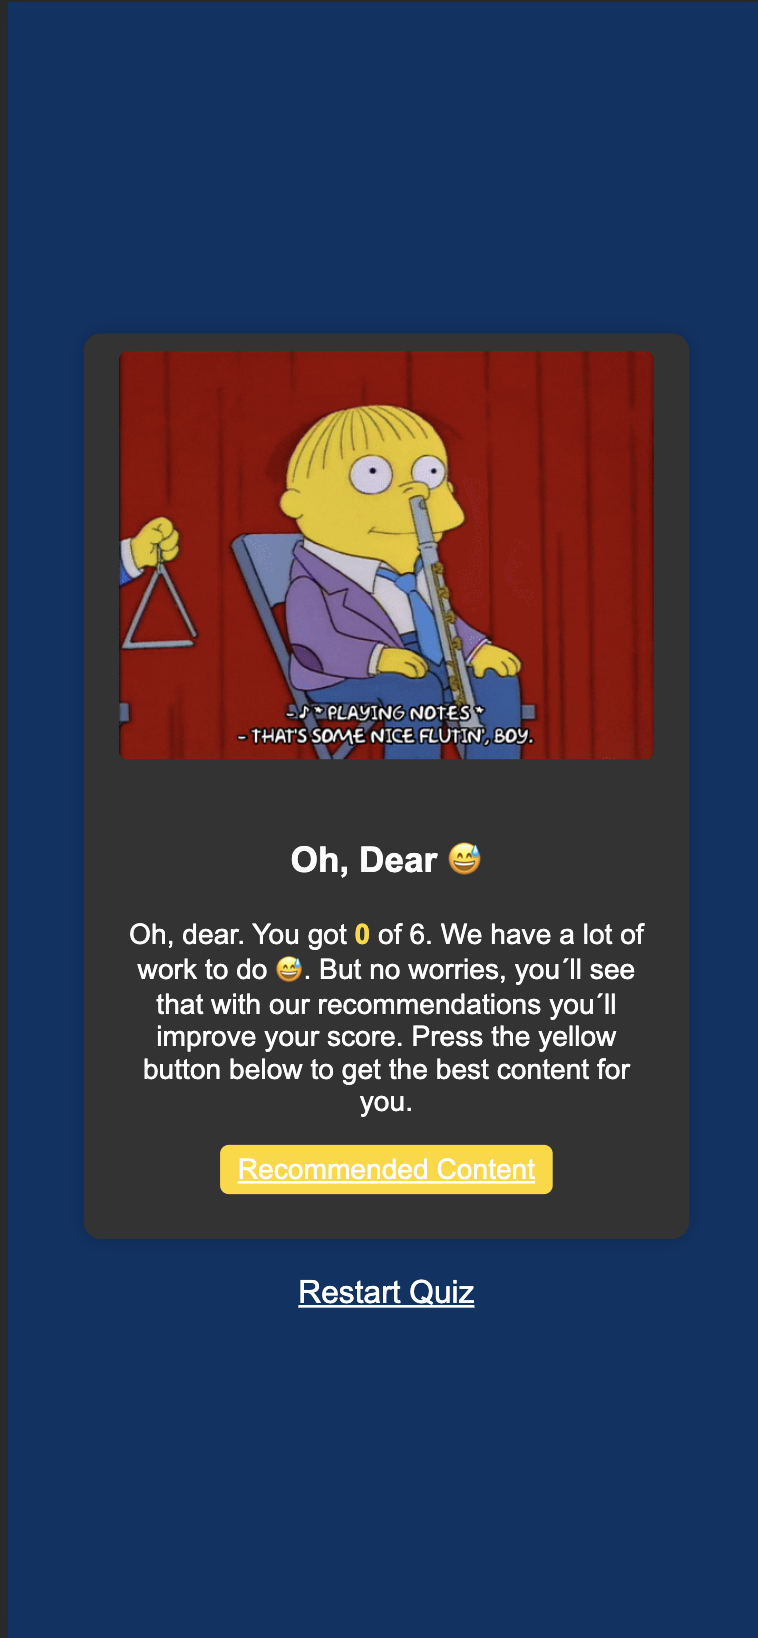 - ♪ * PLAYING NOTES *
- THAT'S SOME NICE FLUTIN', BOY.
Oh, Dear 😅
Oh, dear. You got 0 of 6. We have a lot of
work to do 😅. But no worries, you´ll see
that with our recommendations you´ll
improve your score. Press the yellow
button below to get the best content for
you.
Recommended Content
Restart Quiz